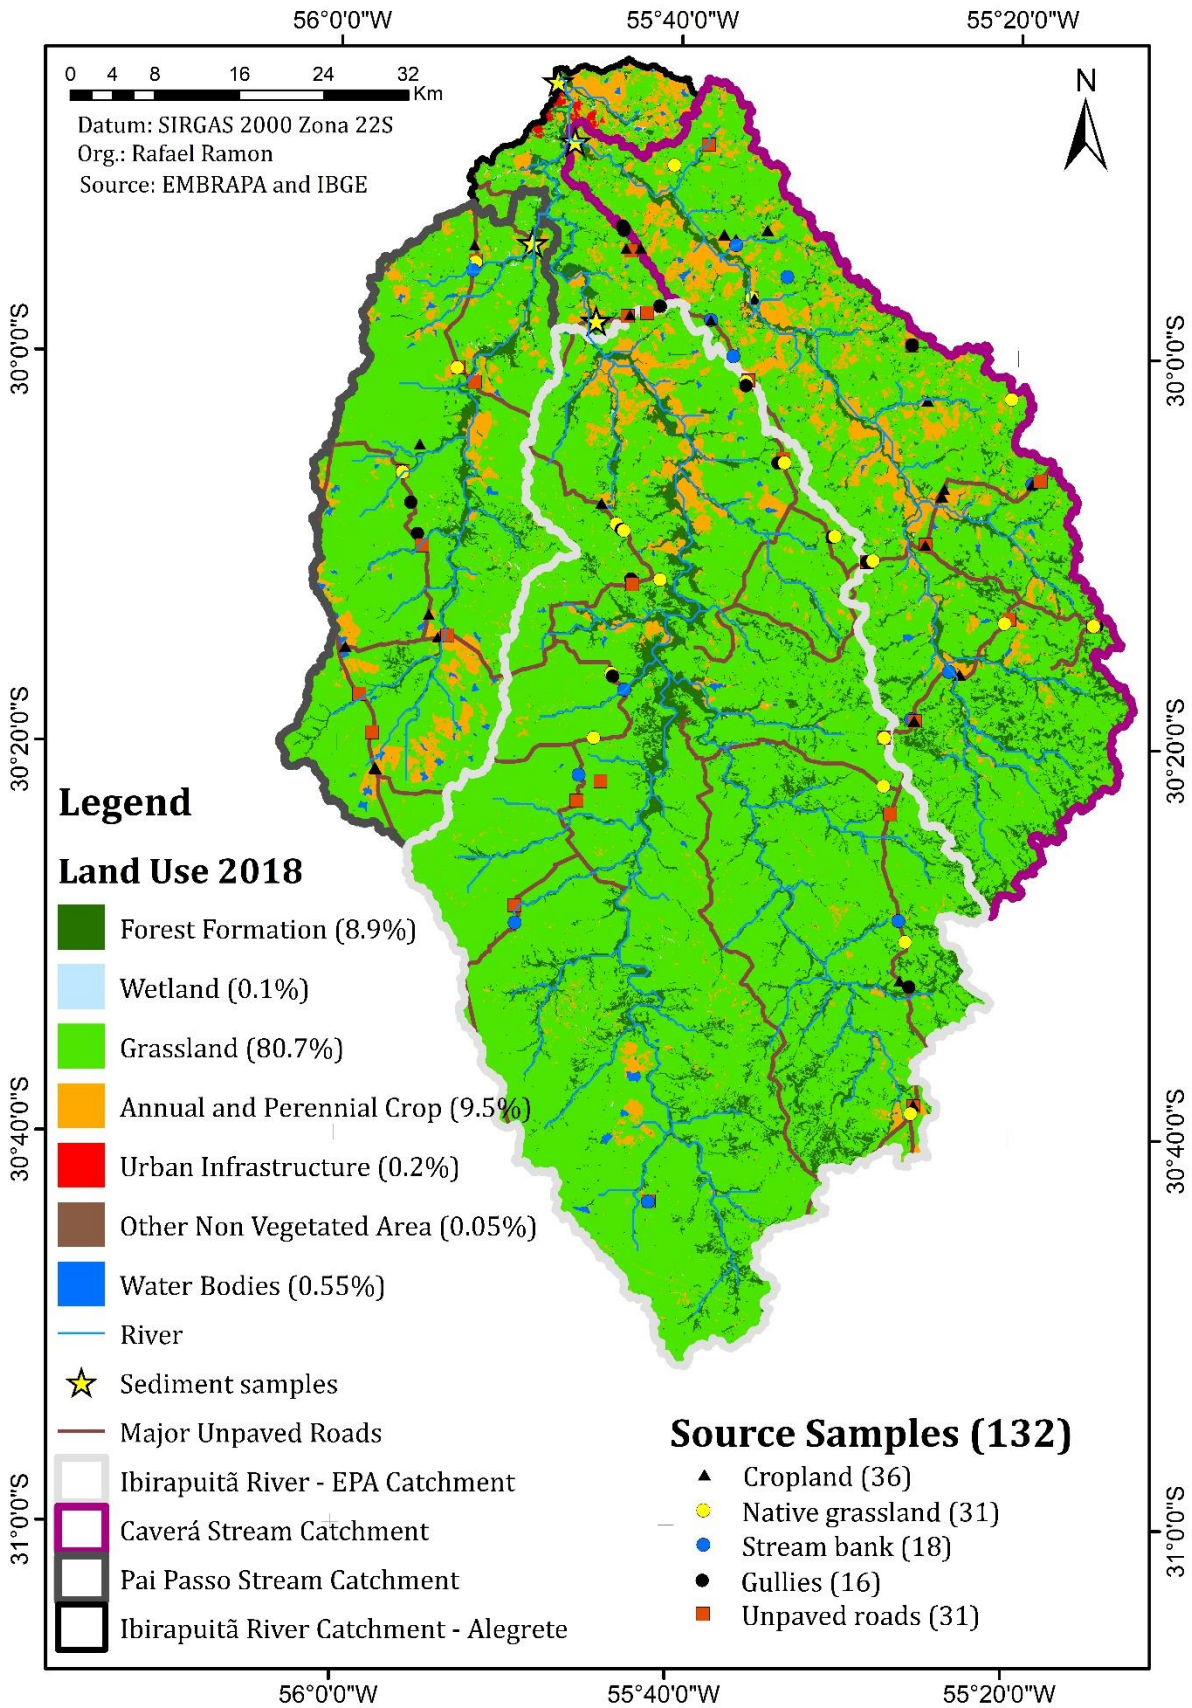 56°0'0"W 55°40'0"W 55°20'0"W
0 4 8 16 24 32
Km
N
Datum: SIRGAS 2000 Zona 22S
Org.: Rafael Ramon
Source: EMBRAPA and IBGE
30°0'0"S 30°0'0"S
30°20'0"S 30°20'0"S
Legend
Land Use 2018
Forest Formation (8.9%)
Wetland (0.1%)
Grassland (80.7%)
Annual and Perennial Crop (9.5%)
Urban Infrastructure (0.2%)
Other Non Vegetated Area (0.05%)
Water Bodies (0.55%)
River
Sediment samples
Major Unpaved Roads
Ibirapuitã River - EPA Catchment
Caverá Stream Catchment
Pai Passo Stream Catchment
Ibirapuitã River Catchment - Alegrete
30°40'0"S 30°40'0"S
Source Samples (132)
Cropland (36)
Native grassland (31)
Stream bank (18)
Gullies (16)
Unpaved roads (31)
31°0'0"S 31°0'0"S
56°0'0"W 55°40'0"W 55°20'0"W